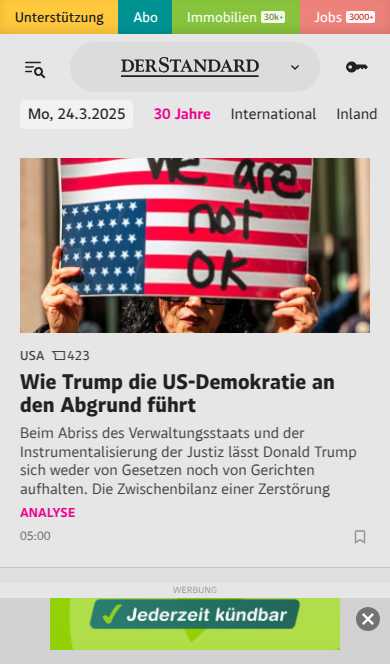 Unterstützung Abo Immobilien 30k+ Jobs 3000+
DERSTANDARD
Mo, 24.3.2025 30 Jahre International Inland
We are
not
OK
USA 423
Wie Trump die US-Demokratie an
den Abgrund führt
Beim Abriss des Verwaltungsstaats und der
Instrumentalisierung der Justiz lässt Donald Trump
sich weder von Gesetzen noch von Gerichten
aufhalten. Die Zwischenbilanz einer Zerstörung
ANALYSE
05:00
WERBUNG
Jederzeit kündbar